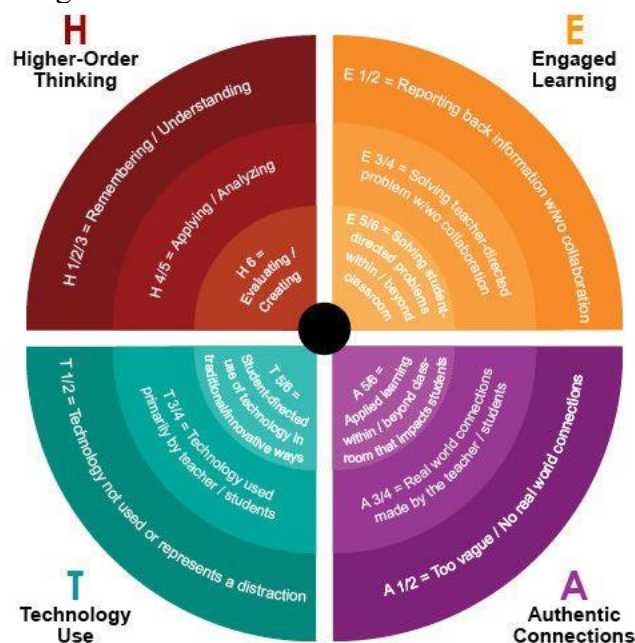 H
Higher-Order
Thinking
E
Engaged
Learning
H 1/2/3 = Remembering / Understanding
H 4/5 = Applying / Analyzing
H 6 =
Evaluating /
Creating
E 1/2 = Reporting back information w/wo collaboration
E 3/4 = Solving teacher-directed
problem w/wo collaboration
E 5/6 = Solving student-
directed problems
within / beyond
classroom
T 1/2 = Technology not used or represents a distraction
T 3/4 = Technology used
primarily by teacher / students
T 5/6 =
Student-directed
use of technology in
traditional/innovative ways
A 5/6 =
Applied learning
within / beyond class-
room that impacts students
A 3/4 = Real world connections
made by the teacher / students
A 1/2 = Too vague / No real world connections
T
Technology
Use
A
Authentic
Connections